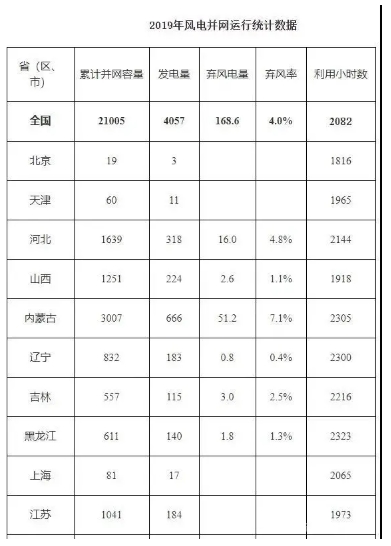 2019年风电并网运行统计数据
省（区、市） 累计并网容量 发电量 弃风电量 弃风率 利用小时数
全国 21005 4057 168.6 4.0% 2082
北京 19 3 1816
天津 60 11 1965
河北 1639 318 16.0 4.8% 2144
山西 1251 224 2.6 1.1% 1918
内蒙古 3007 666 51.2 7.1% 2305
辽宁 832 183 0.8 0.4% 2300
吉林 557 115 3.0 2.5% 2216
黑龙江 611 140 1.8 1.3% 2323
上海 81 17 2065
江苏 1041 184 1973